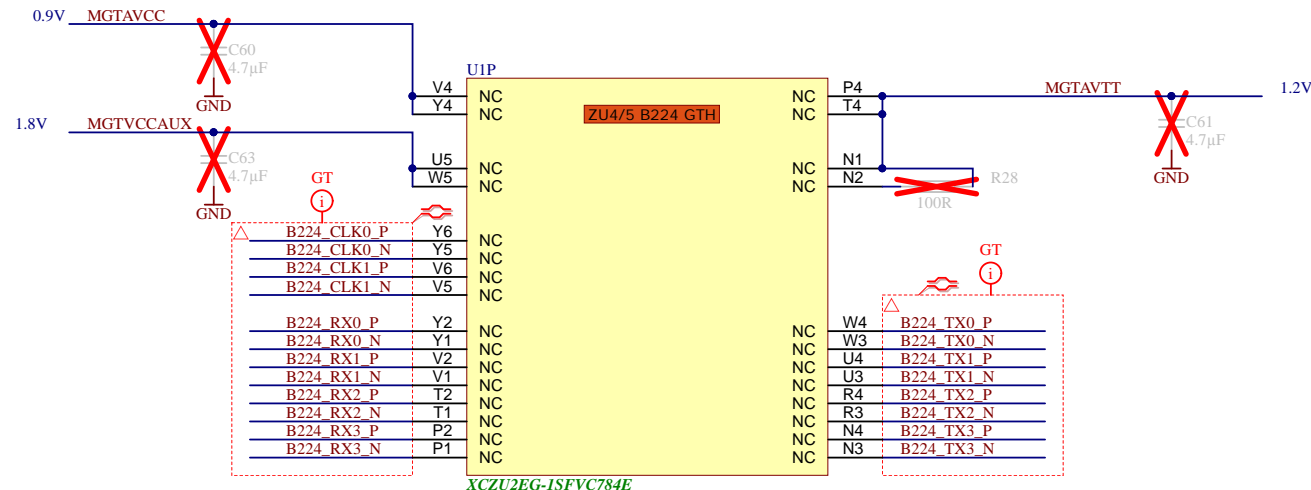 0.9V MGTAVCC
C60
4.7µF
GND
1.8V MGTVCCAUX
C63
4.7µF
GND
U1P
ZU4/5 B224 GTH
V4 NC
Y4 NC
U5 NC
W5 NC
GT
i
B224_CLK0_P Y6 NC
B224_CLK0_N Y5 NC
B224_CLK1_P V6 NC
B224_CLK1_N V5 NC
B224_RX0_P Y2 NC
B224_RX0_N Y1 NC
B224_RX1_P V2 NC
B224_RX1_N V1 NC
B224_RX2_P T2 NC
B224_RX2_N T1 NC
B224_RX3_P P2 NC
B224_RX3_N P1 NC
NC P4 MGTAVTT 1.2V
NC T4
C61
4.7µF
GND
NC N1
NC N2
R28
100R
GT
i
NC W4 B224_TX0_P
NC W3 B224_TX0_N
NC U4 B224_TX1_P
NC U3 B224_TX1_N
NC R4 B224_TX2_P
NC R3 B224_TX2_N
NC N4 B224_TX3_P
NC N3 B224_TX3_N
XCZU2EG-1SFVC784E